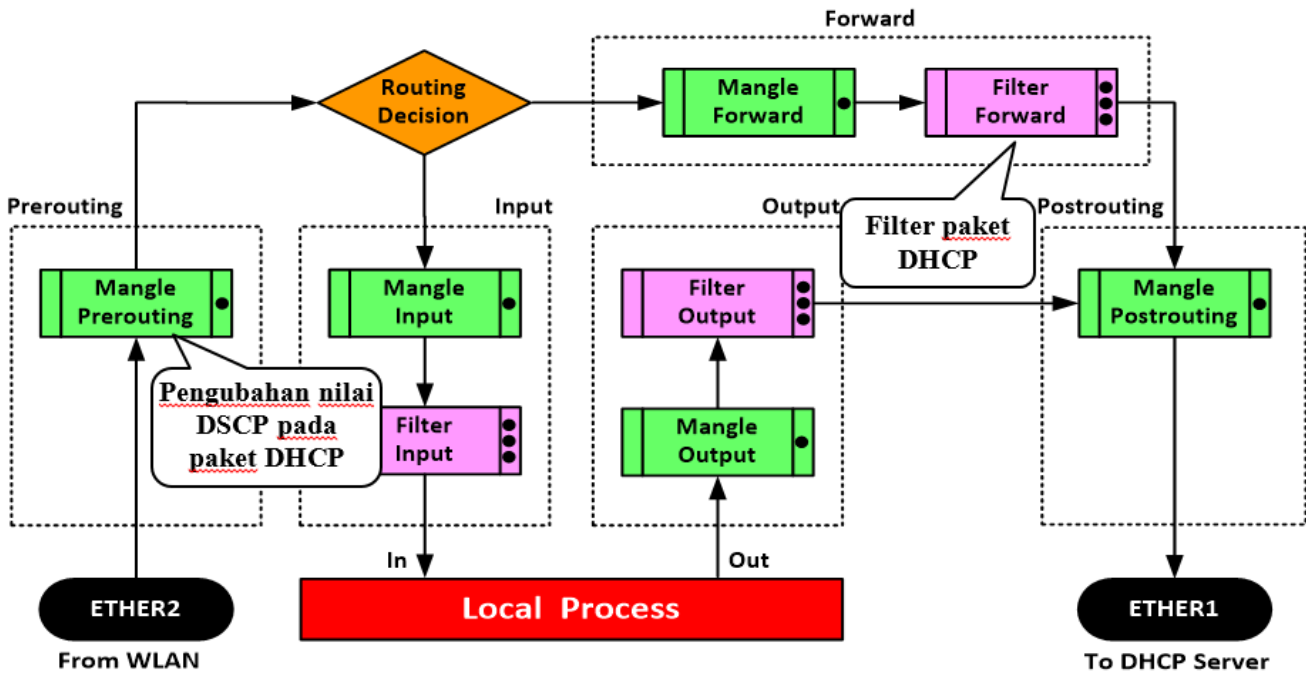 Forward
Routing
Decision
Mangle
Forward
Filter
Forward
Prerouting
Input
Output
Postrouting
Filter paket
DHCP
Mangle
Prerouting
Mangle
Input
Filter
Output
Mangle
Postrouting
Pengubahan nilai
DSCP pada
paket DHCP
Filter
Input
Mangle
Output
In
Out
ETHER2
Local Process
ETHER1
From WLAN
To DHCP Server